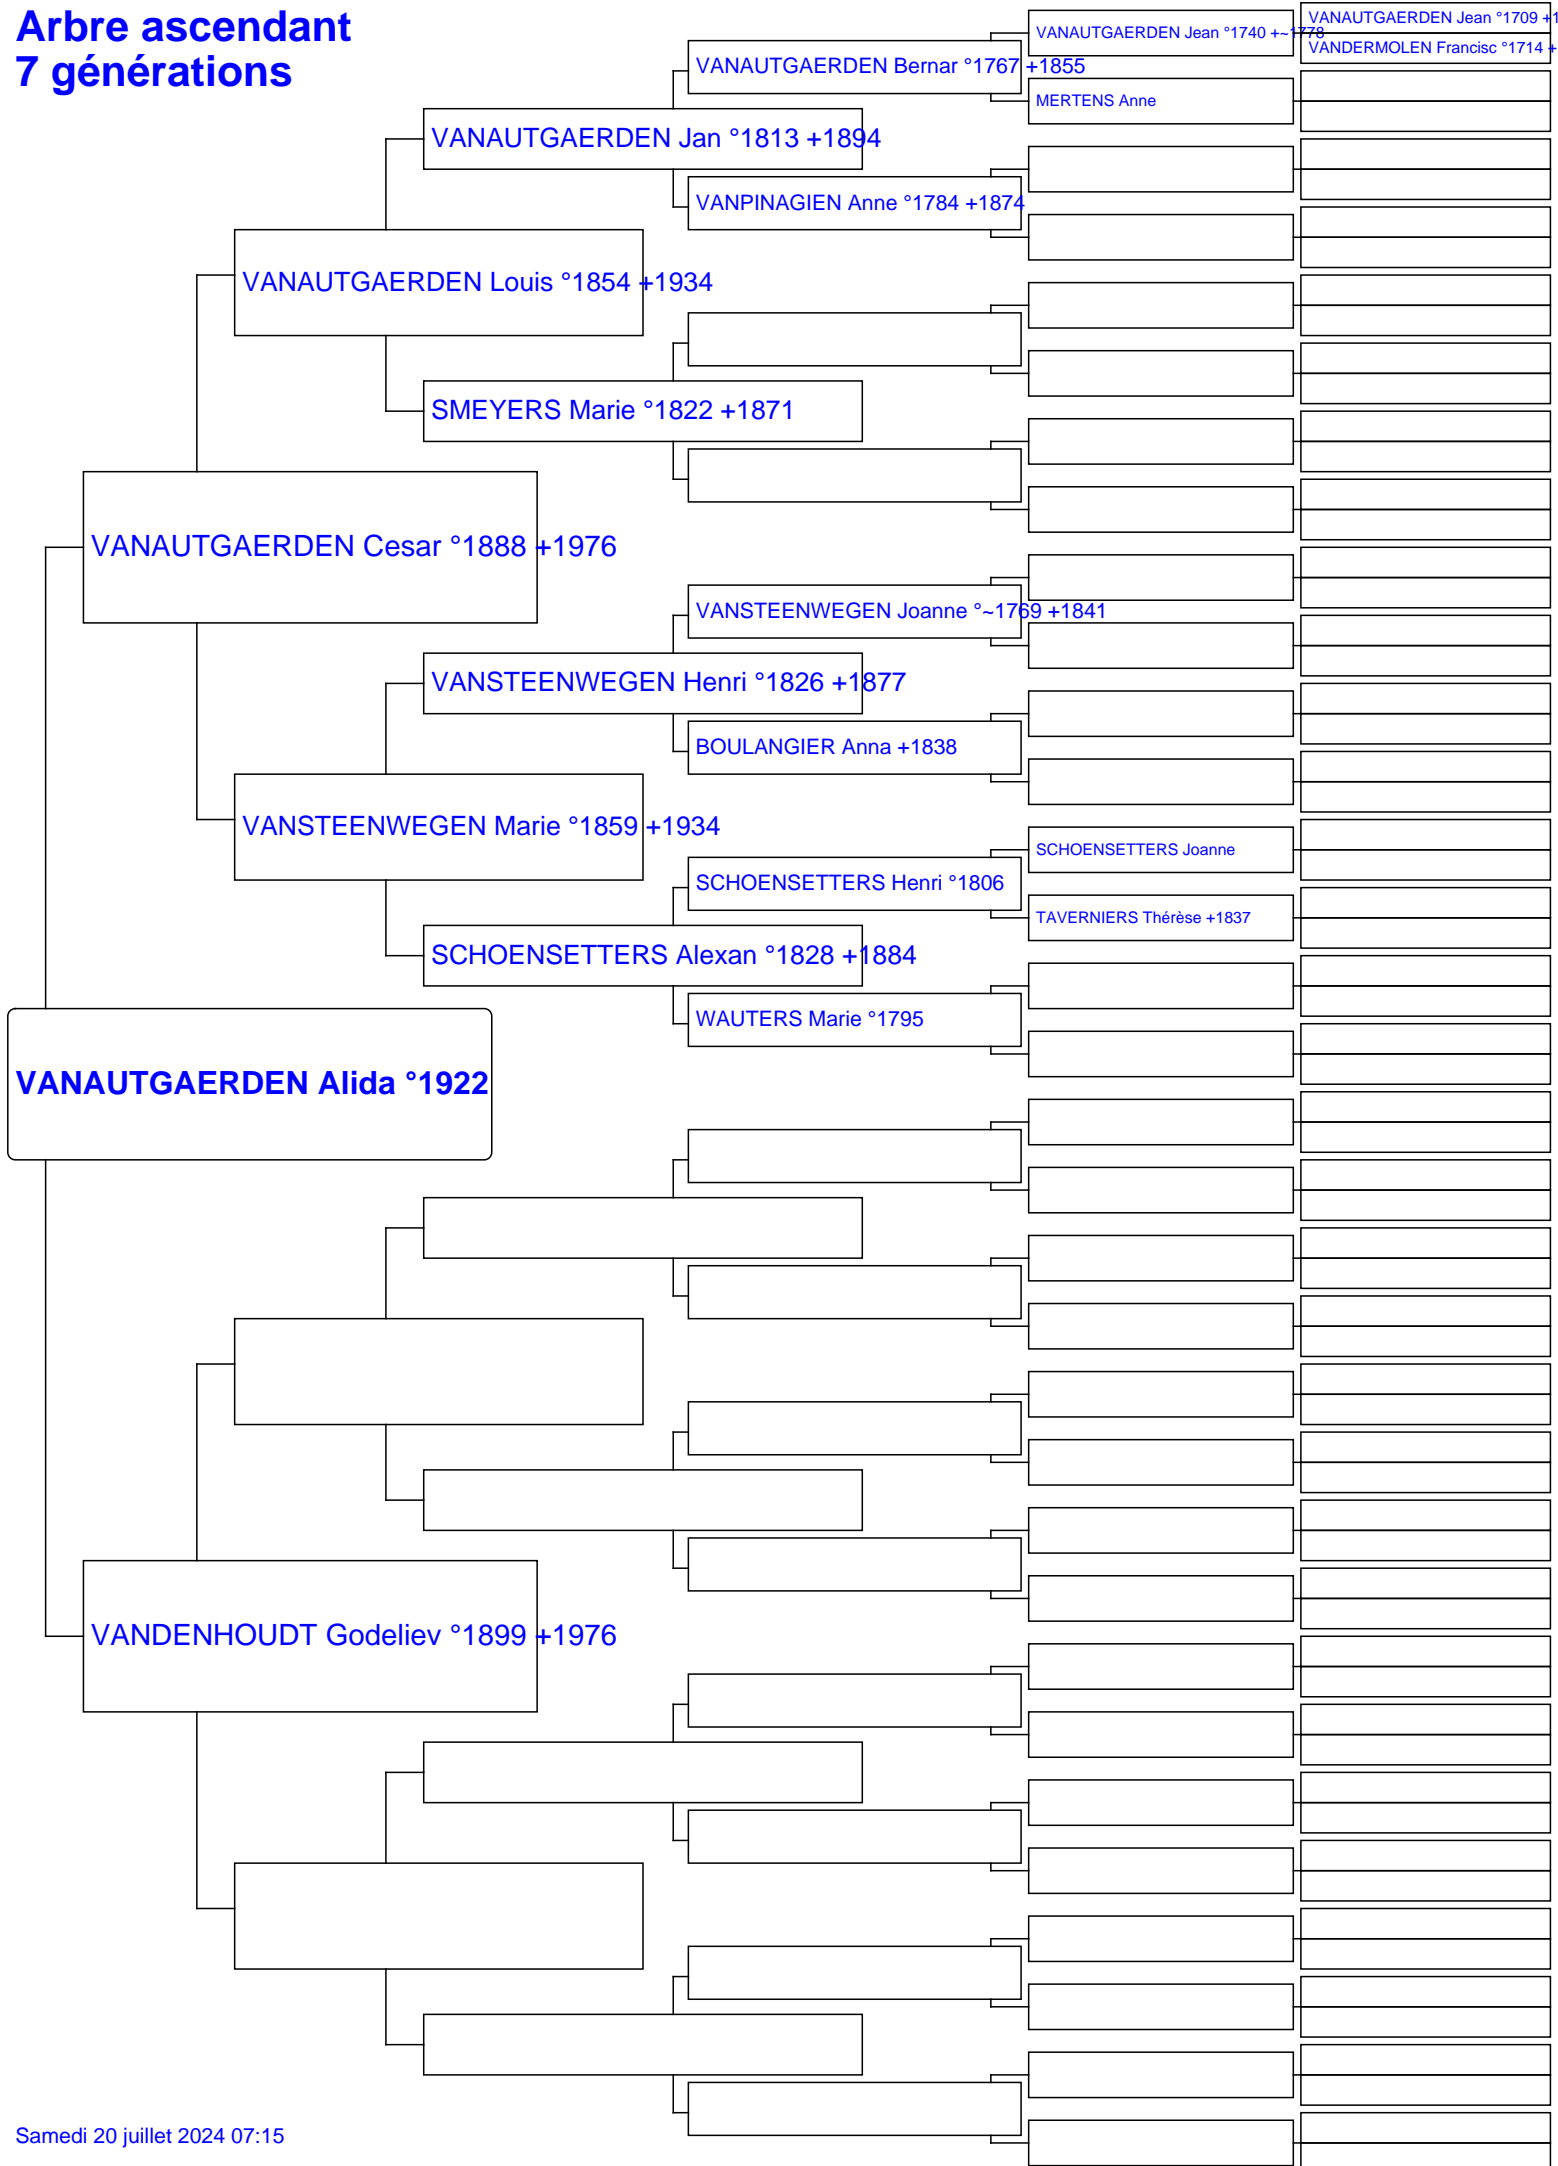 Arbre ascendant
7 générations
VANAUTGAERDEN Jean °1709 +1
VANAUTGAERDEN Jean °1740 +~1778
VANDERMOLEN Francisc °1714 +
VANAUTGAERDEN Bernar °1767 +1855
MERTENS Anne
VANAUTGAERDEN Jan °1813 +1894
VANPINAGIEN Anne °1784 +1874
VANAUTGAERDEN Louis °1854 +1934
SMEYERS Marie °1822 +1871
VANAUTGAERDEN Cesar °1888 +1976
VANSTEENWEGEN Joanne °~1769 +1841
VANSTEENWEGEN Henri °1826 +1877
BOULANGIER Anna +1838
VANSTEENWEGEN Marie °1859 +1934
SCHOENSETTERS Joanne
SCHOENSETTERS Henri °1806
TAVERNIERS Thérèse +1837
SCHOENSETTERS Alexan °1828 +1884
WAUTERS Marie °1795
VANAUTGAERDEN Alida °1922
VANDENHOUDT Godeliev °1899 +1976
Samedi 20 juillet 2024 07:15